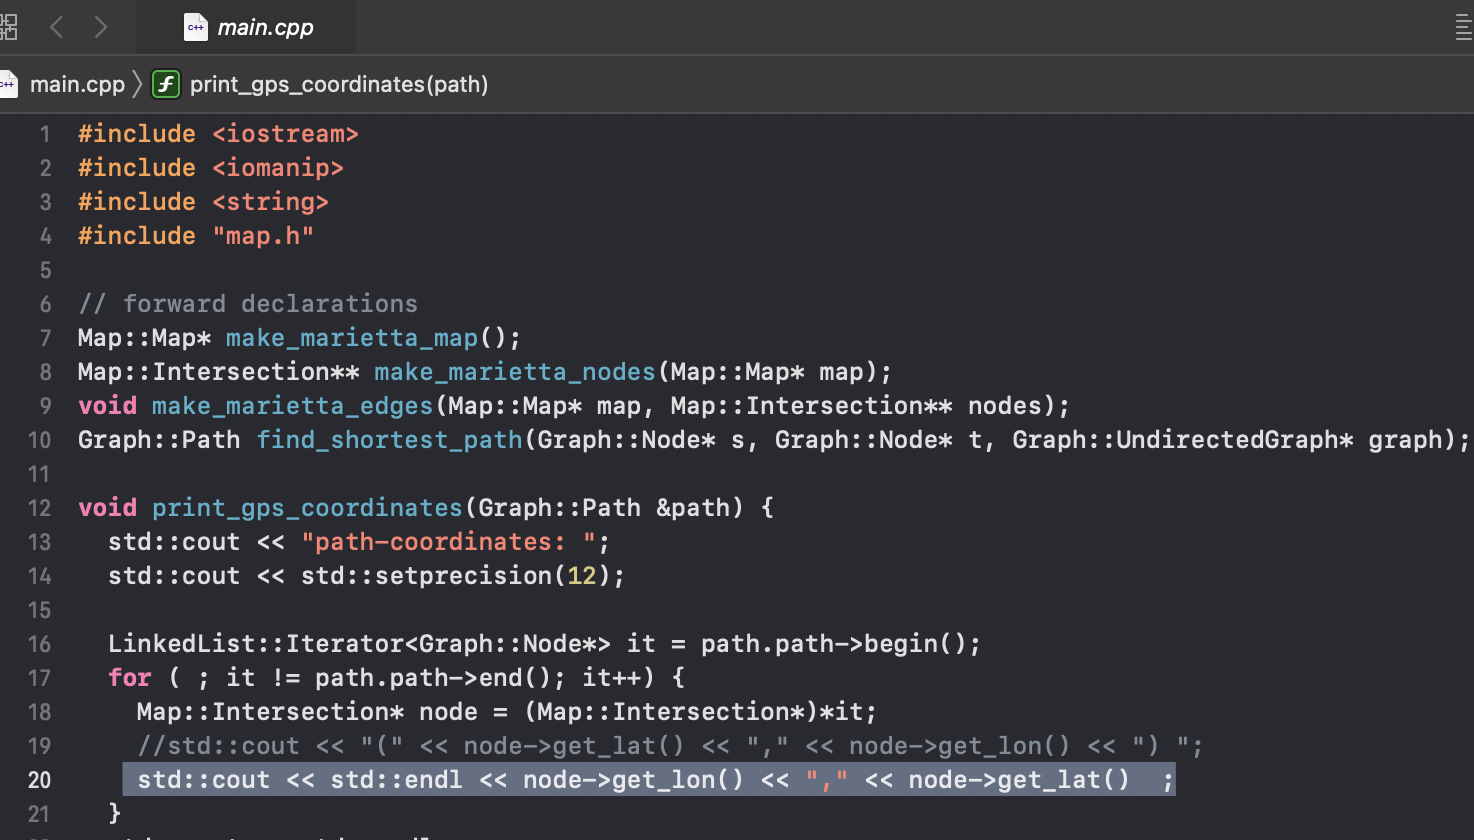 main.cpp
main.cpp print_gps_coordinates(path)
1 #include <iostream>
2 #include <iomanip>
3 #include <string>
4 #include "map.h"
5
6 // forward declarations
7 Map::Map* make_marietta_map();
8 Map::Intersection** make_marietta_nodes(Map::Map* map);
9 void make_marietta_edges(Map::Map* map, Map::Intersection** nodes);
10 Graph::Path find_shortest_path(Graph::Node* s, Graph::Node* t, Graph::UndirectedGraph* graph);
11
12 void print_gps_coordinates(Graph::Path &path) {
13 std::cout << "path-coordinates: ";
14 std::cout << std::setprecision(12);
15
16 LinkedList::Iterator<Graph::Node*> it = path.path->begin();
17 for ( ; it != path.path->end(); it++) {
18 Map::Intersection* node = (Map::Intersection*)*it;
19 //std::cout << "(" << node->get_lat() << "," << node->get_lon() << ") ";
20 std::cout << std::endl << node->get_lon() << "," << node->get_lat()  ;
21 }